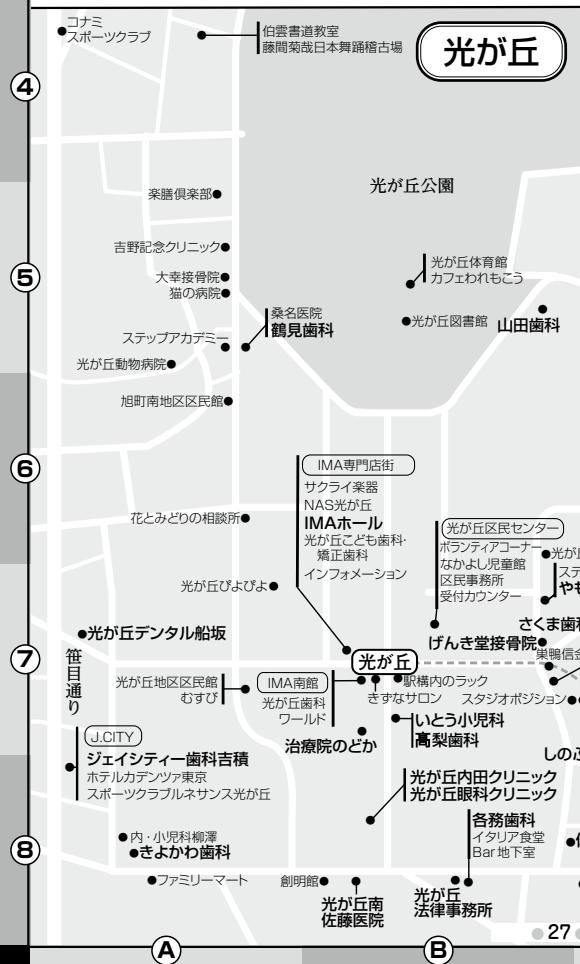 コナミ
スポーツクラブ
伯雲書道教室
藤間菊哉日本舞踊稽古場
光が丘
4
光が丘公園
楽膳倶楽部
吉野記念クリニック
5
大幸接骨院
猫の病院
光が丘体育館
カフェわれもこう
桑名医院
鶴見歯科
光が丘図書館
山田歯科
ステップアカデミー
光が丘動物病院
旭町南地区区民館
6
IMA専門店街
サクライ楽器
NAS光が丘
IMAホール
光が丘こども歯科・
矯正歯科
インフォメーション
花とみどりの相談所
光が丘区民センター
ボランティアコーナー
なかよし児童館
区民事務所
受付カウンター
光が丘ぴよぴよ
光が
ステ
やも
さくま歯科
げんき堂接骨院
巣鴨信金
7
光が丘デンタル船坂
笹目通り
光が丘
光が丘地区区民館
むすび
IMA南館
光が丘歯科
ワールド
駅構内のラック
きずなサロン
スタジオポジション
いとう小児科
髙梨歯科
治療院のどか
しのぶ
J.CITY
ジェイシティー歯科吉積
ホテルカデンツァ東京
スポーツクラブルネサンス光が丘
光が丘内田クリニック
光が丘眼科クリニック
各務歯科
イタリア食堂
Bar 地下室
8
内・小児科柳澤
きよかわ歯科
ファミリーマート
創明館
光が丘南
佐藤医院
光が丘
法律事務所
27
A
B